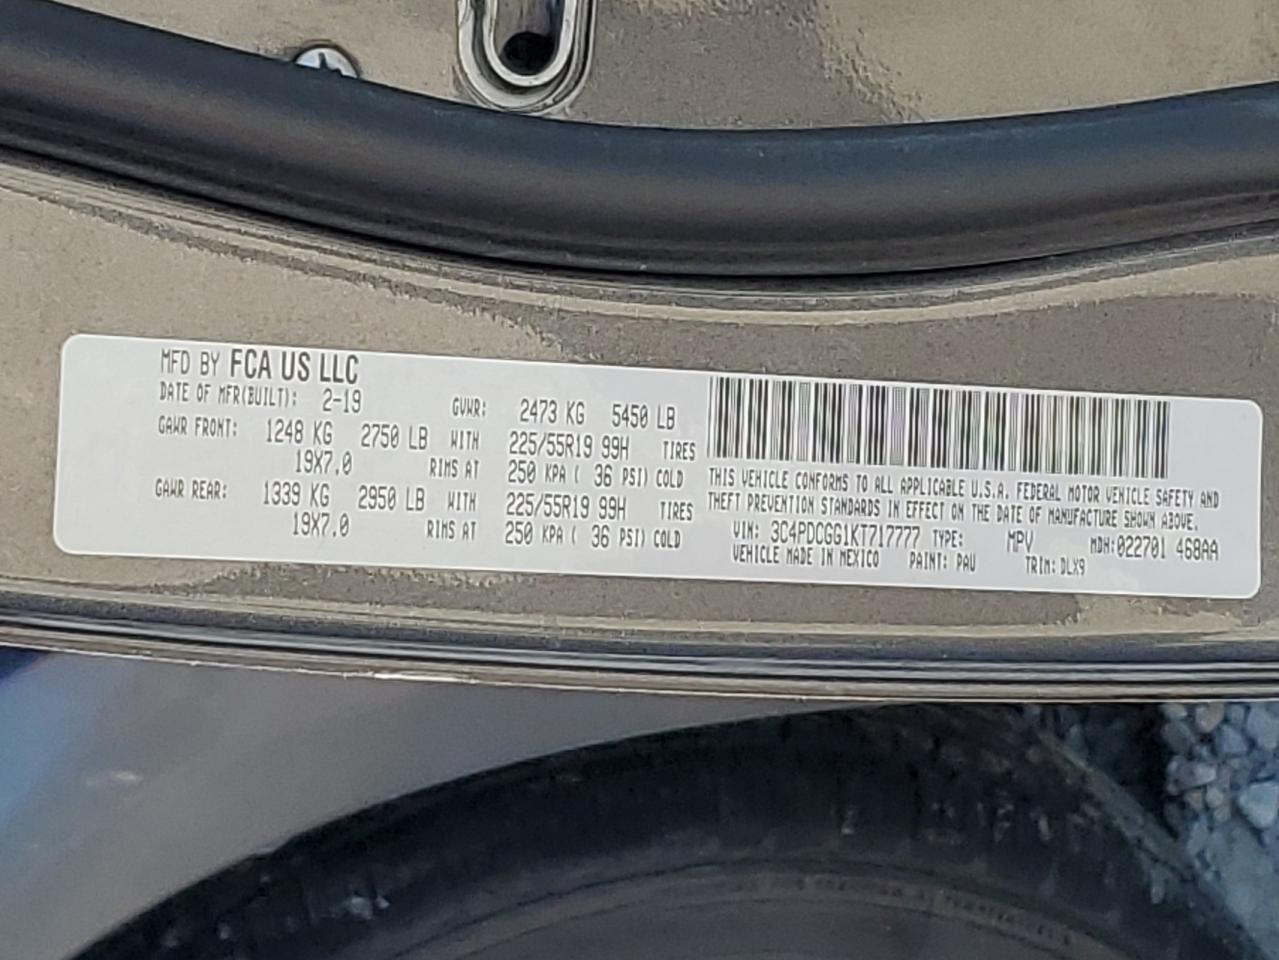 MFD BY FCA US LLC
DATE OF MFR(BUILT): 2-19 GVWR: 2473 KG 5450 LB
GAWR FRONT: 1248 KG 2750 LB WITH 225/55R19 99H TIRES
19X7.0 RIMS AT 250 KPA ( 36 PSI) COLD
GAWR REAR: 1339 KG 2950 LB WITH 225/55R19 99H TIRES
19X7.0 RIMS AT 250 KPA ( 36 PSI) COLD
THIS VEHICLE CONFORMS TO ALL APPLICABLE U.S.A. FEDERAL MOTOR VEHICLE SAFETY AND
THEFT PREVENTION STANDARDS IN EFFECT ON THE DATE OF MANUFACTURE SHOWN ABOVE.
VIN: 3C4PDCGG1KT717777 TYPE: MPV MDH:022701 468AA
VEHICLE MADE IN MEXICO PAINT: PAU TRIM: DLX9